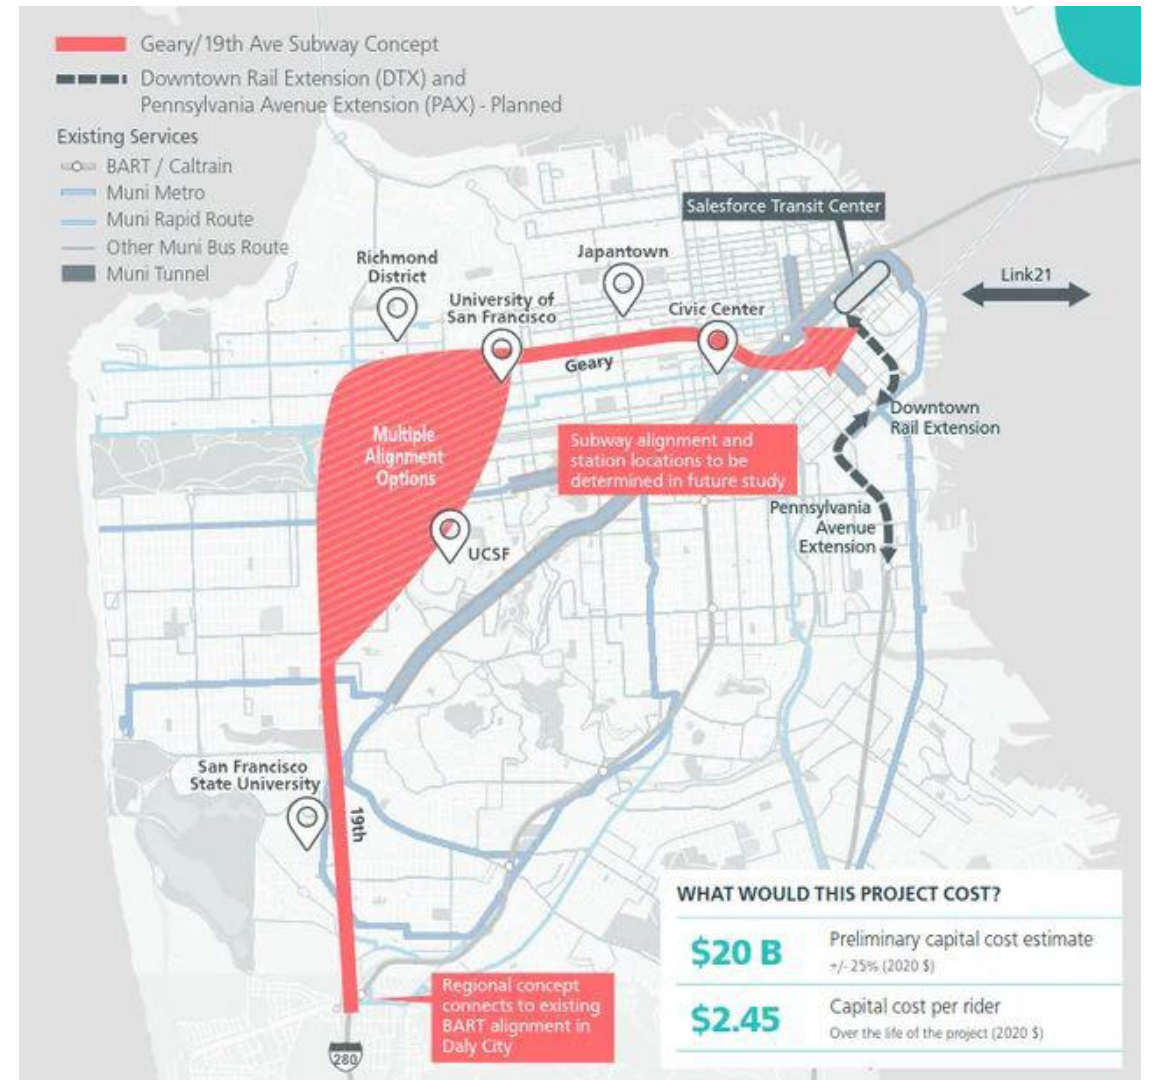 Geary/19th Ave Subway Concept
Downtown Rail Extension (DTX) and
Pennsylvania Avenue Extension (PAX) - Planned
Existing Services
BART / Caltrain
Muni Metro
Muni Rapid Route
Other Muni Bus Route
Muni Tunnel
Salesforce Transit Center
Richmond
District
Japantown
Link21
University of
San Francisco
Civic Center
Geary
Downtown
Rail Extension
Multiple
Alignment
Options
Subway alignment and
station locations to be
determined in future study
Pennsylvania
Avenue
Extension
UCSF
San Francisco
State University
19th
WHAT WOULD THIS PROJECT COST?
$20 B
Preliminary capital cost estimate
+/- 25% (2020 $)
$2.45
Capital cost per rider
Over the life of the project (2020 $)
Regional concept
connects to existing
BART alignment in
Daly City
280